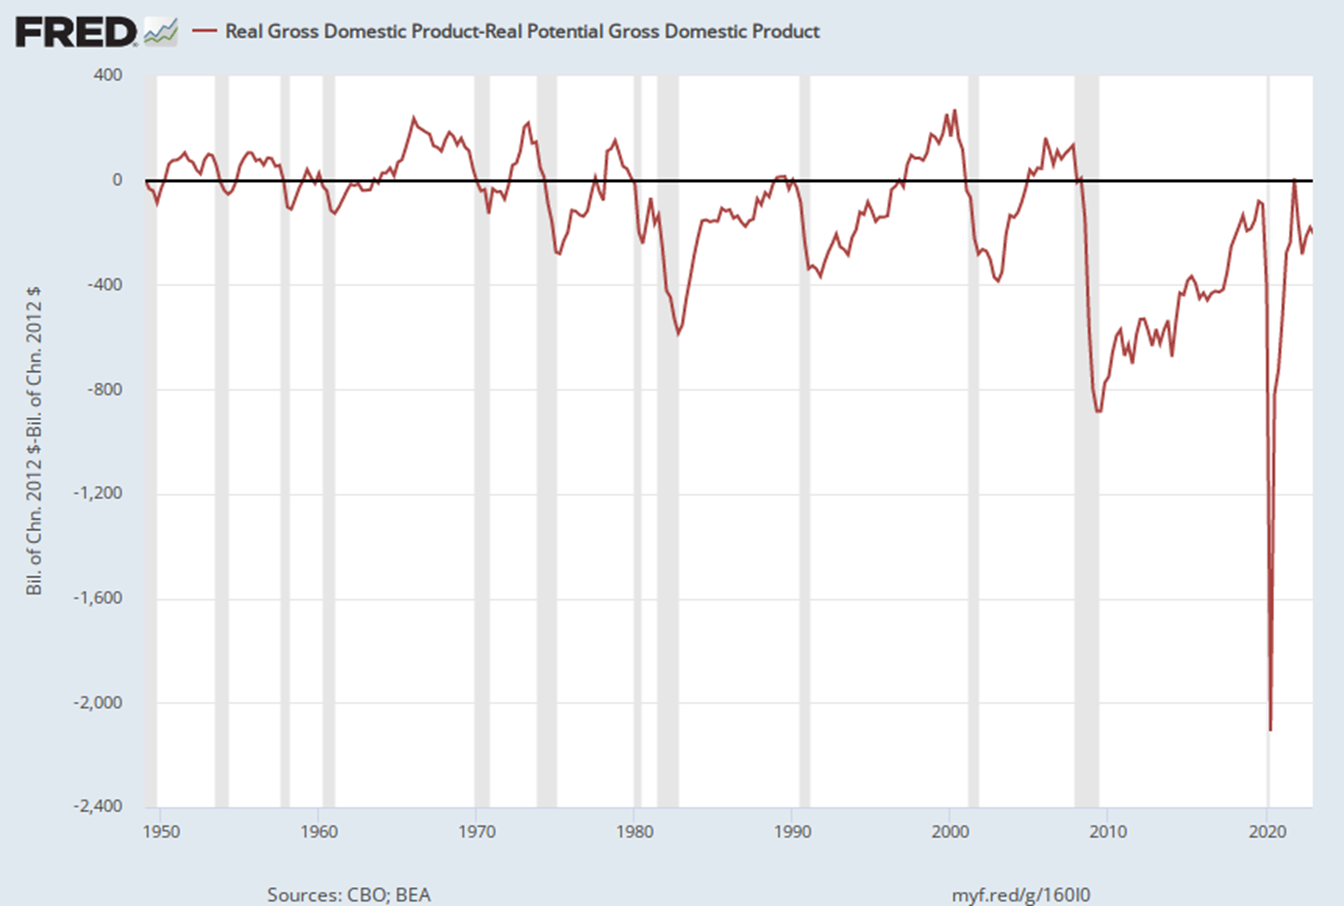 FRED
Real Gross Domestic Product-Real Potential Gross Domestic Product
400
0
-400
-800
-1,200
-1,600
-2,000
-2,400
Bil. of Chn. 2012 $-Bil. of Chn. 2012 $
1950 1960 1970 1980 1990 2000 2010 2020
Sources: CBO; BEA
myf.red/g/160I0